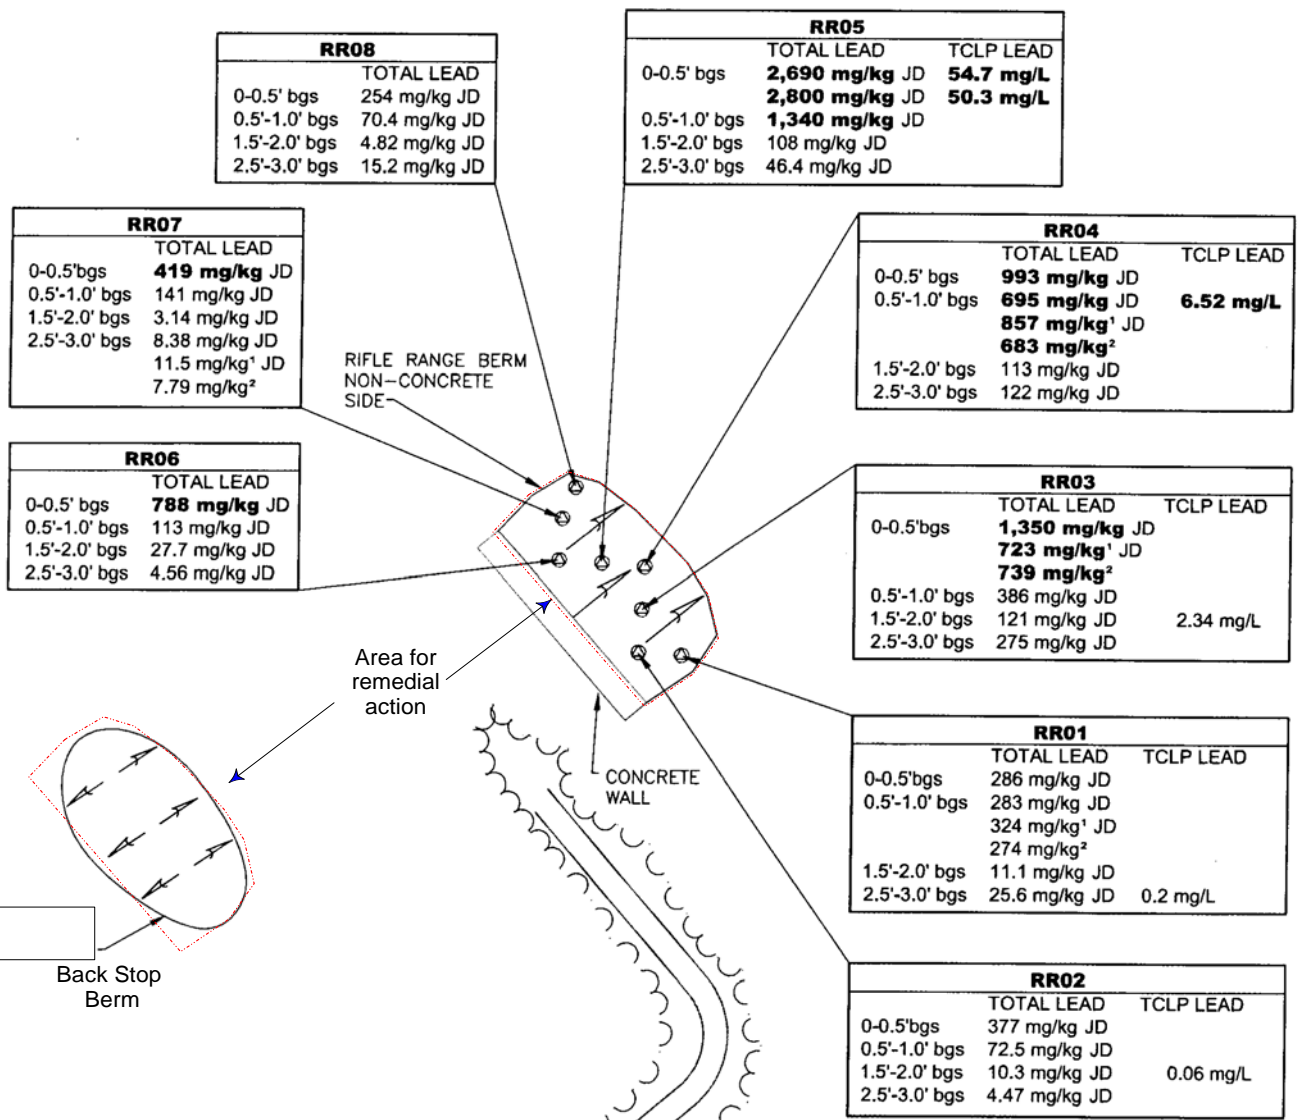 RR08
TOTAL LEAD
0-0.5' bgs 254 mg/kg JD
0.5'-1.0' bgs 70.4 mg/kg JD
1.5'-2.0' bgs 4.82 mg/kg JD
2.5'-3.0' bgs 15.2 mg/kg JD
RR05
TOTAL LEAD TCLP LEAD
0-0.5' bgs 2,690 mg/kg JD 54.7 mg/L
2,800 mg/kg JD 50.3 mg/L
0.5'-1.0' bgs 1,340 mg/kg JD
1.5'-2.0' bgs 108 mg/kg JD
2.5'-3.0' bgs 46.4 mg/kg JD
RR07
TOTAL LEAD
0-0.5'bgs 419 mg/kg JD
0.5'-1.0' bgs 141 mg/kg JD
1.5'-2.0' bgs 3.14 mg/kg JD
2.5'-3.0' bgs 8.38 mg/kg JD
11.5 mg/kg¹ JD
7.79 mg/kg²
RR04
TOTAL LEAD TCLP LEAD
0-0.5' bgs 993 mg/kg JD
0.5'-1.0' bgs 695 mg/kg JD 6.52 mg/L
857 mg/kg¹ JD
683 mg/kg²
1.5'-2.0' bgs 113 mg/kg JD
2.5'-3.0' bgs 122 mg/kg JD
RIFLE RANGE BERM
NON-CONCRETE
SIDE
RR06
TOTAL LEAD
0-0.5' bgs 788 mg/kg JD
0.5'-1.0' bgs 113 mg/kg JD
1.5'-2.0' bgs 27.7 mg/kg JD
2.5'-3.0' bgs 4.56 mg/kg JD
RR03
TOTAL LEAD TCLP LEAD
0-0.5'bgs 1,350 mg/kg JD
723 mg/kg¹ JD
739 mg/kg²
0.5'-1.0' bgs 386 mg/kg JD
1.5'-2.0' bgs 121 mg/kg JD 2.34 mg/L
2.5'-3.0' bgs 275 mg/kg JD
Area for
remedial
action
CONCRETE
WALL
RR01
TOTAL LEAD TCLP LEAD
0-0.5'bgs 286 mg/kg JD
0.5'-1.0' bgs 283 mg/kg JD
324 mg/kg¹ JD
274 mg/kg²
1.5'-2.0' bgs 11.1 mg/kg JD
2.5'-3.0' bgs 25.6 mg/kg JD 0.2 mg/L
Back Stop
Berm
RR02
TOTAL LEAD TCLP LEAD
0-0.5'bgs 377 mg/kg JD
0.5'-1.0' bgs 72.5 mg/kg JD
1.5'-2.0' bgs 10.3 mg/kg JD 0.06 mg/L
2.5'-3.0' bgs 4.47 mg/kg JD